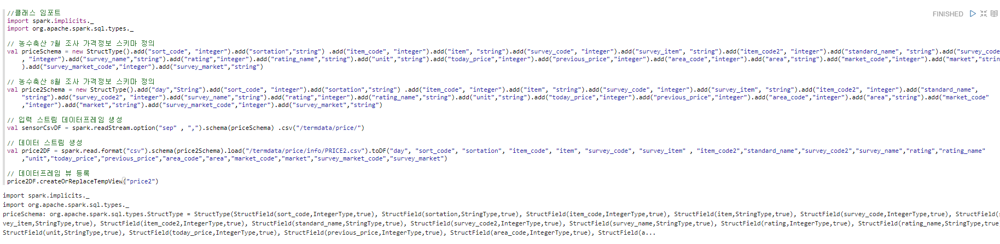 //클래스 임포트
FINISHED
import spark.implicits._
import org.apache.spark.sql.types._
// 농수축산 7월 조사 가격정보 스키마 정의
val priceSchema = new StructType().add("sort_code", "integer").add("sortation","string") .add("item_code", "integer").add("item", "string").add("survey_code", "integer").add("survey_item", "string").add("item_code2", "integer").add("standard_name", "string").add("survey_code
, "integer").add("survey_name","string").add("rating","integer").add("rating_name","string").add("unit","string").add("today_price","integer").add("previous_price","integer").add("area_code","integer").add("area","string").add("market_code","integer").add("market","strin
).add("survey_market_code","integer").add("survey_market","string")
// 농수축산 8월 조사 가격정보 스키마 정의
val price2Schema = new StructType().add("day","String").add("sort_code", "integer").add("sortation","string") .add("item_code", "integer").add("item", "string").add("survey_code", "integer").add("survey_item", "string").add("item_code2", "integer").add("standard_name",
"string").add("survey_code2", "integer").add("survey_name","string").add("rating","integer").add("rating_name","string").add("unit","string").add("today_price","integer").add("previous_price","integer").add("area_code","integer").add("area","string").add("market_code"
,"integer").add("market","string").add("survey_market_code","integer").add("survey_market","string")
// 입력 스트림 데이터프레임 생성
val sensorCsvDF = spark.readStream.option("sep" , ",").schema(priceSchema) .csv("/termdata/price/")
// 데이터 스트림 생성
val price2DF = spark.read.format("csv").schema(price2Schema).load("/termdata/price/info/PRICE2.csv").toDF("day", "sort_code", "sortation", "item_code", "item", "survey_code", "survey_item" , "item_code2","standard_name","survey_code2","survey_name","rating","rating_name"
,"unit","today_price","previous_price","area_code","area","market_code","market","survey_market_code","survey_market")
// 데이터프레임 뷰 등록
price2DF.createOrReplaceTempView("price2")
import spark.implicits._
import org.apache.spark.sql.types._
priceSchema: org.apache.spark.sql.types.StructType = StructType(StructField(sort_code,IntegerType,true), StructField(sortation,StringType,true), StructField(item_code,IntegerType,true), StructField(item,StringType,true), StructField(survey_code,IntegerType,true), StructField(s
vey_item,StringType,true), StructField(item_code2,IntegerType,true), StructField(standard_name,StringType,true), StructField(survey_code2,IntegerType,true), StructField(survey_name,StringType,true), StructField(rating,IntegerType,true), StructField(rating_name,StringType,true
StructField(unit,StringType,true), StructField(today_price,IntegerType,true), StructField(previous_price,IntegerType,true), StructField(area_code,IntegerType,true), StructField(a...